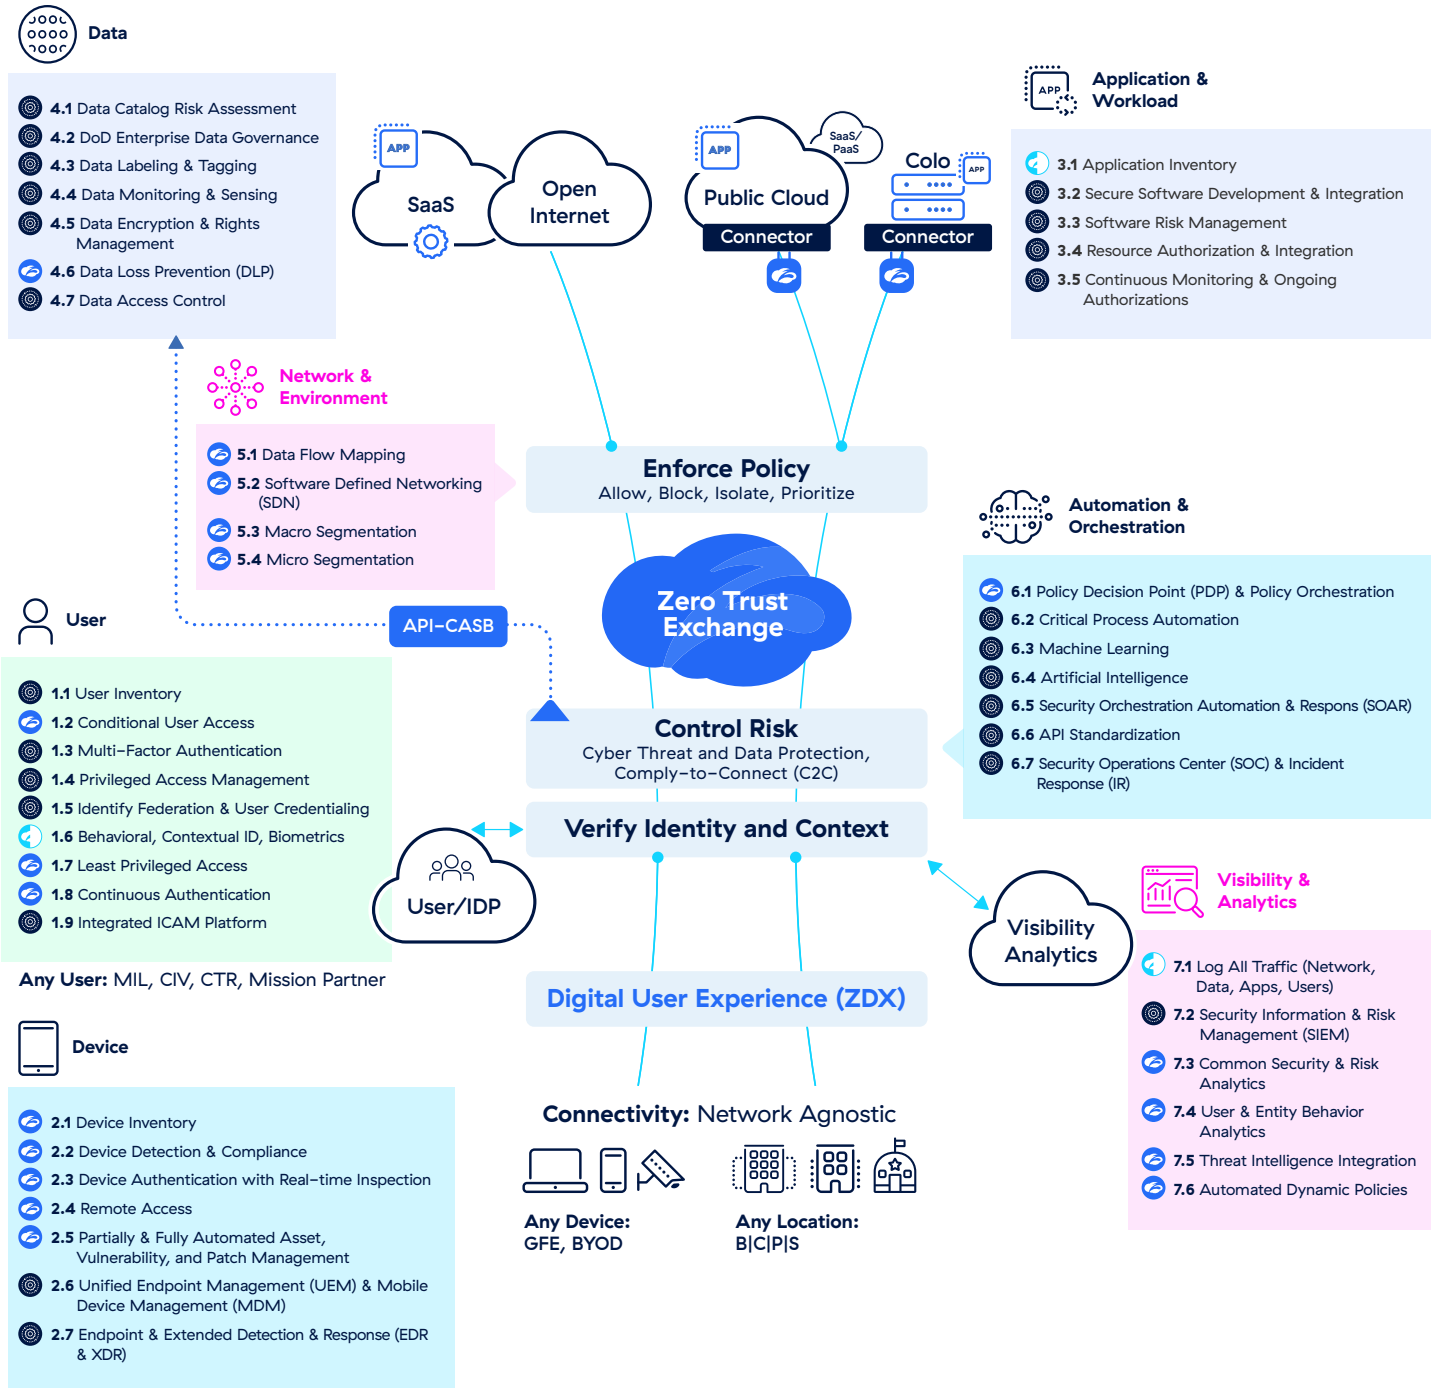 Data
4.1 Data Catalog Risk Assessment
4.2 DoD Enterprise Data Governance
4.3 Data Labeling & Tagging
4.4 Data Monitoring & Sensing
4.5 Data Encryption & Rights
Management
4.6 Data Loss Prevention (DLP)
4.7 Data Access Control
APP
SaaS
Open
Internet
APP
Public Cloud
SaaS/
PaaS
Connector
Colo
APP
Connector
Application &
Workload
3.1 Application Inventory
3.2 Secure Software Development & Integration
3.3 Software Risk Management
3.4 Resource Authorization & Integration
3.5 Continuous Monitoring & Ongoing
Authorizations
APP
Network &
Environment
5.1 Data Flow Mapping
5.2 Software Defined Networking
(SDN)
5.3 Macro Segmentation
5.4 Micro Segmentation
Enforce Policy
Allow, Block, Isolate, Prioritize
Zero Trust
Exchange
API-CASB
Control Risk
Cyber Threat and Data Protection,
Comply-to-Connect (C2C)
Verify Identity and Context
Automation &
Orchestration
6.1 Policy Decision Point (PDP) & Policy Orchestration
6.2 Critical Process Automation
6.3 Machine Learning
6.4 Artificial Intelligence
6.5 Security Orchestration Automation & Respons (SOAR)
6.6 API Standardization
6.7 Security Operations Center (SOC) & Incident
Response (IR)
User
1.1 User Inventory
1.2 Conditional User Access
1.3 Multi-Factor Authentication
1.4 Privileged Access Management
1.5 Identify Federation & User Credentialing
1.6 Behavioral, Contextual ID, Biometrics
1.7 Least Privileged Access
1.8 Continuous Authentication
1.9 Integrated ICAM Platform
User/IDP
Any User: MIL, CIV, CTR, Mission Partner
Visibility
Analytics
Visibility &
Analytics
7.1 Log All Traffic (Network,
Data, Apps, Users)
7.2 Security Information & Risk
Management (SIEM)
7.3 Common Security & Risk
Analytics
7.4 User & Entity Behavior
Analytics
7.5 Threat Intelligence Integration
7.6 Automated Dynamic Policies
Digital User Experience (ZDX)
Device
2.1 Device Inventory
2.2 Device Detection & Compliance
2.3 Device Authentication with Real-time Inspection
2.4 Remote Access
2.5 Partially & Fully Automated Asset,
Vulnerability, and Patch Management
2.6 Unified Endpoint Management (UEM) & Mobile
Device Management (MDM)
2.7 Endpoint & Extended Detection & Response (EDR
& XDR)
Connectivity: Network Agnostic
Any Device:
GFE, BYOD
Any Location:
B|C|P|S